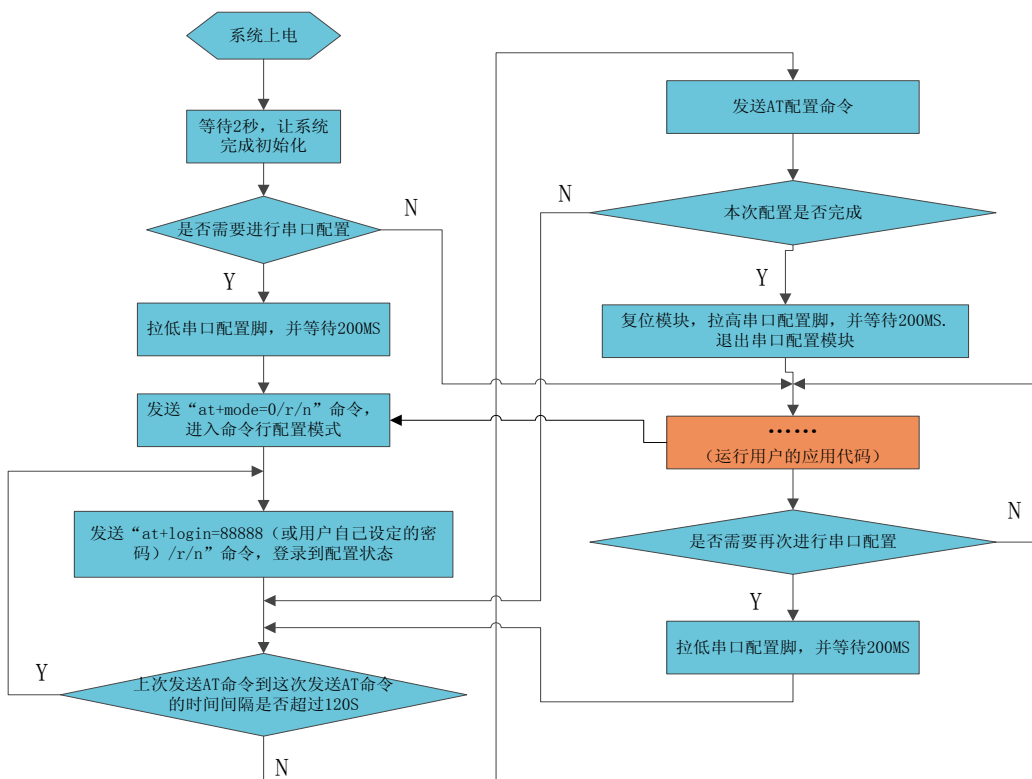 系统上电
等待2秒，让系统
完成初始化
是否需要进行串口配置
N
Y
拉低串口配置脚，并等待200MS
发送“at+mode=0/r/n”命令，
进入命令行配置模式
发送“at+login=88888（或用户自己设定的密
码）/r/n”命令，登录到配置状态
上次发送AT命令到这次发送AT命令
的时间间隔是否超过120S
Y
N
发送AT配置命令
本次配置是否完成
N
Y
复位模块，拉高串口配置脚，并等待200MS.
退出串口配置模块
……
（运行用户的应用代码）
是否需要再次进行串口配置
N
Y
拉低串口配置脚，并等待200MS